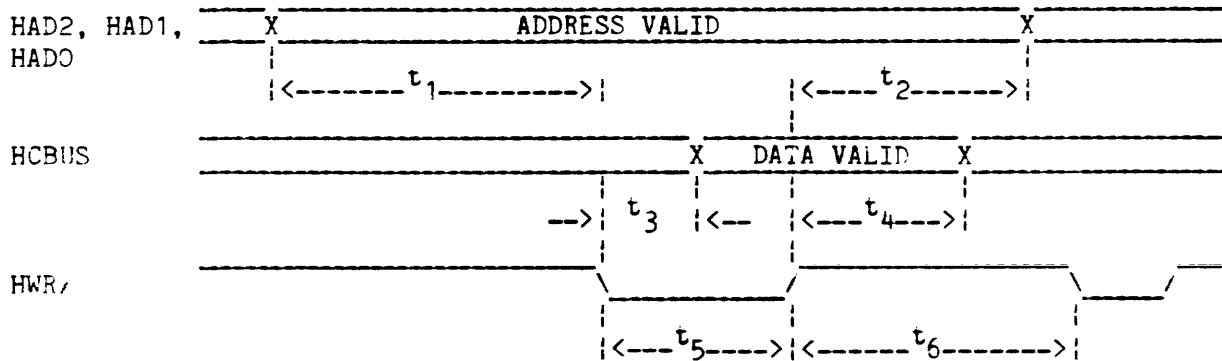 HAD2, HAD1,
HAD0
X ADDRESS VALID X
|<-------t1---------->| |<----t2------>|
HCBUS
X DATA VALID X
-->| t3 |<-- |<---t4--->|
HWR/
|<---t5----->|<------t6------->|